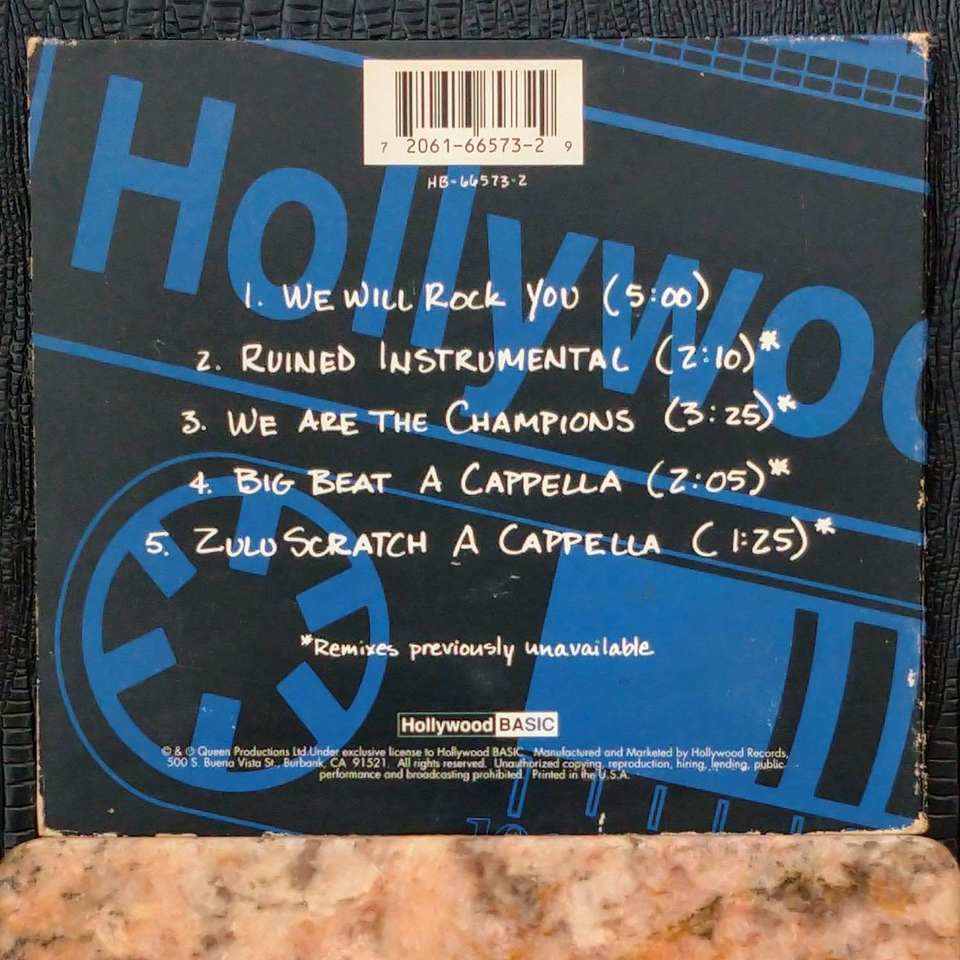 7 2061-66573-2 9
HB-66573-2
Hollywoo
1. WE WILL ROCK YOU (5:00)
2. RUINED INSTRUMENTAL (2:10)*
3. WE ARE THE CHAMPIONS (3:25)*
4. BIG BEAT A CAPPELLA (2:05)*
5. ZULU SCRATCH A CAPPELLA (1:25)*
*Remixes previously unavailable
Hollywood BASIC
© & ℗ Queen Productions Ltd.Under exclusive license to Hollywood BASIC. Manufactured and Marketed by Hollywood Records,
500 S. Buena Vista St., Burbank, CA 91521. All rights reserved. Unauthorized copying, reproduction, hiring, lending, public
performance and broadcasting prohibited. Printed in the U.S.A.